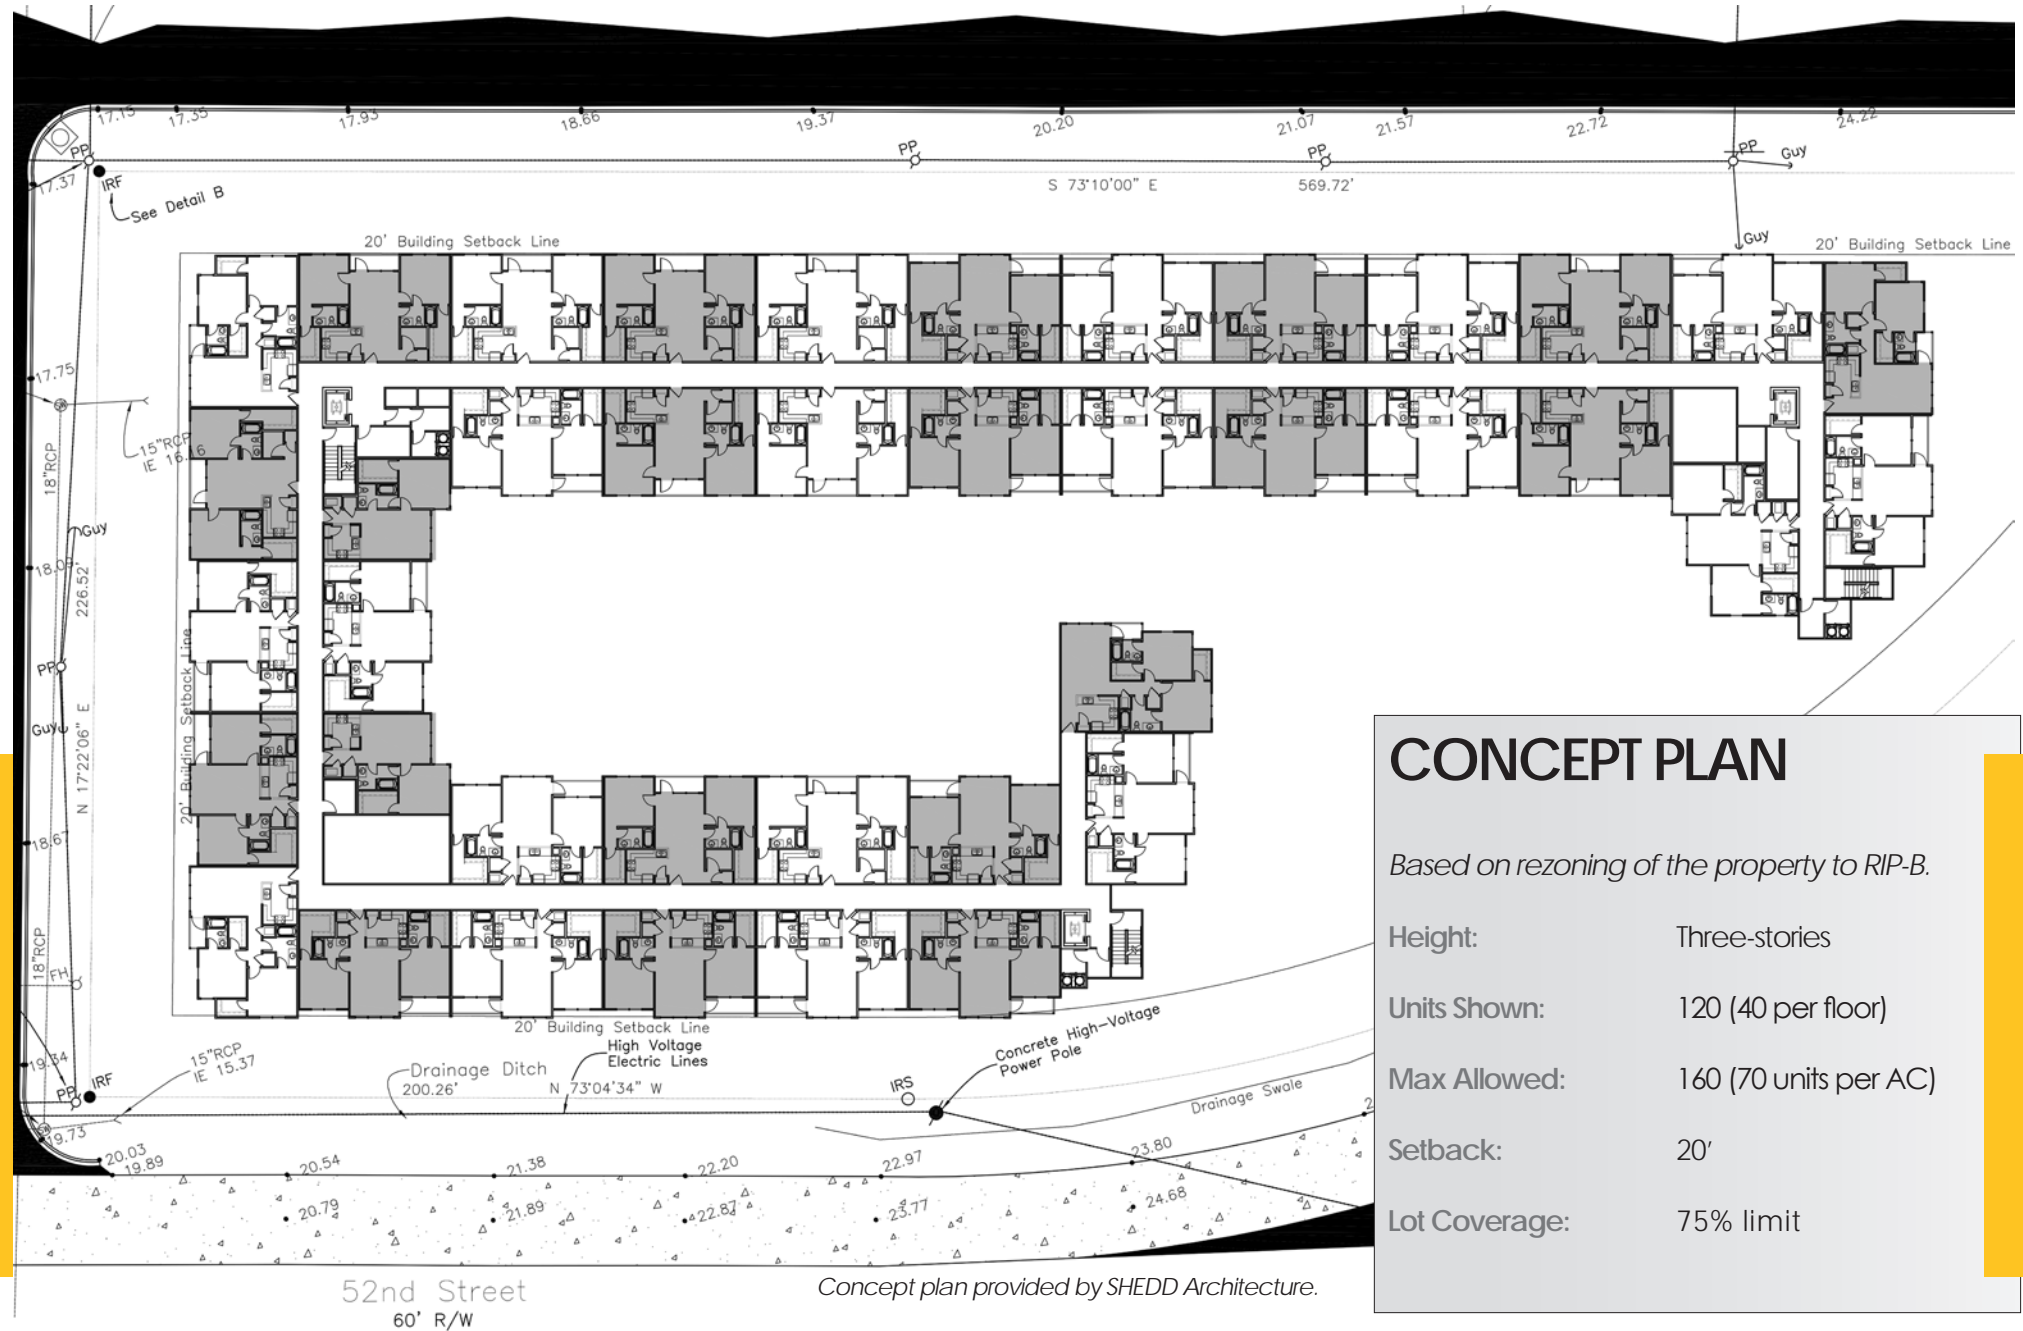 17.15
17.35
17.93
18.66
19.37
20.20
21.07
21.57
22.72
24.22
PP
PP
PP
PP
Guy
17.37
IRF
See Detail B
S 73°10'00" E
569.72'
Guy
20' Building Setback Line
20' Building Setback Line
17.75
15"RCP
IE 16.16
18"RCP
Guy
18.09
226.52'
20' Building Setback Line
PP
Guy
N 17°22'06" E
18.67
18"RCP
FH
20' Building Setback Line
High Voltage
Electric Lines
Concrete High-Voltage
Power Pole
19.34
15"RCP
IE 15.37
Drainage Ditch
200.26'
N 73°04'34" W
PP
IRF
IRS
Drainage Swale
19.73
20.03
19.89
20.54
21.38
22.20
22.97
23.80
20.79
21.89
22.87
23.77
24.68
52nd Street
60' R/W
Concept plan provided by SHEDD Architecture.
CONCEPT PLAN
Based on rezoning of the property to RIP-B.
Height: Three-stories
Units Shown: 120 (40 per floor)
Max Allowed: 160 (70 units per AC)
Setback: 20'
Lot Coverage: 75% limit